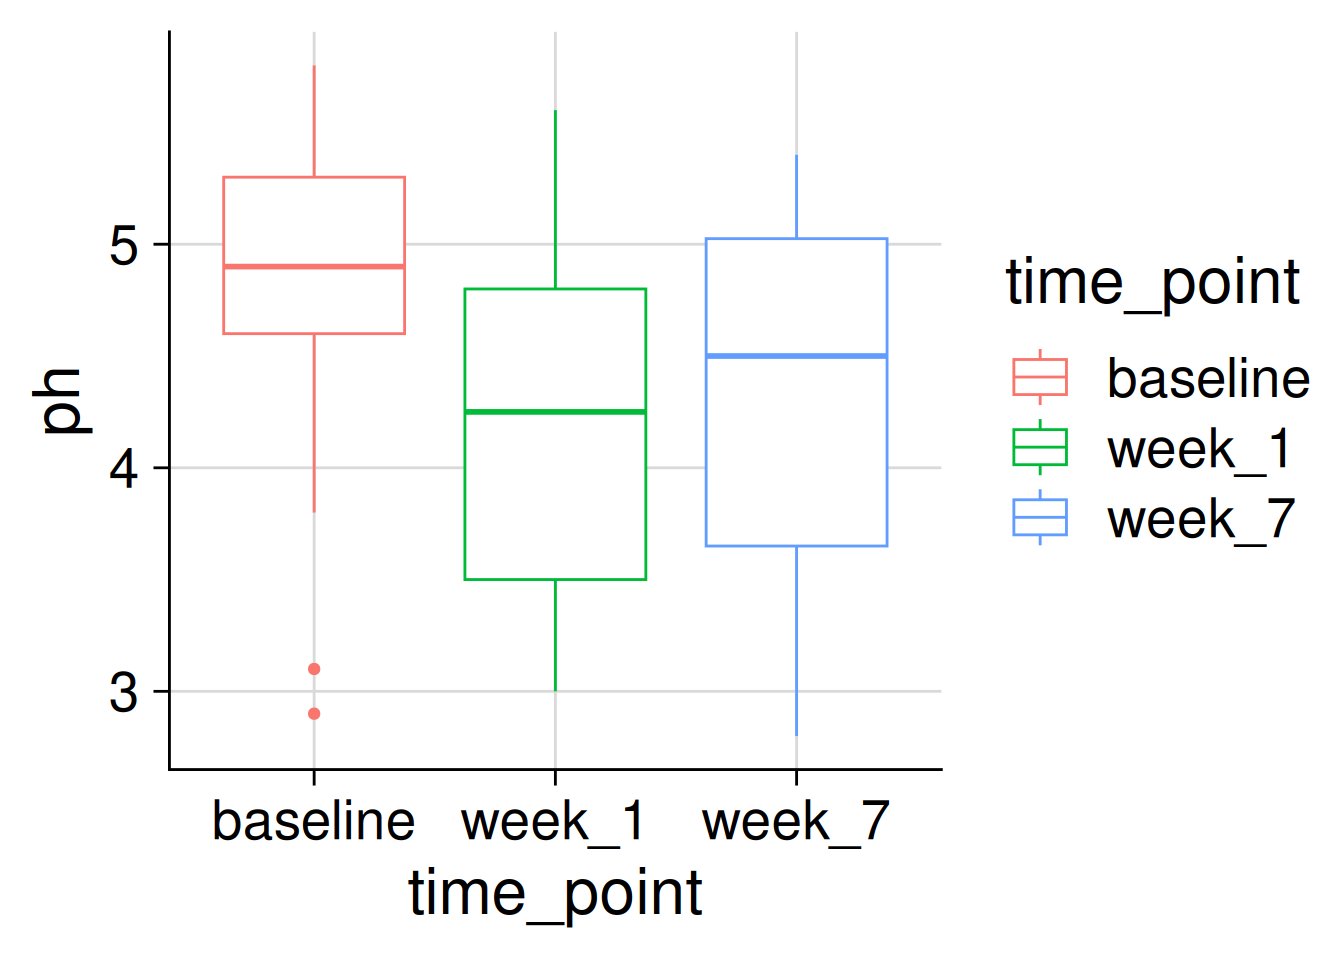 ph
5
4
3
baseline week_1 week_7
time_point
time_point
baseline
week_1
week_7